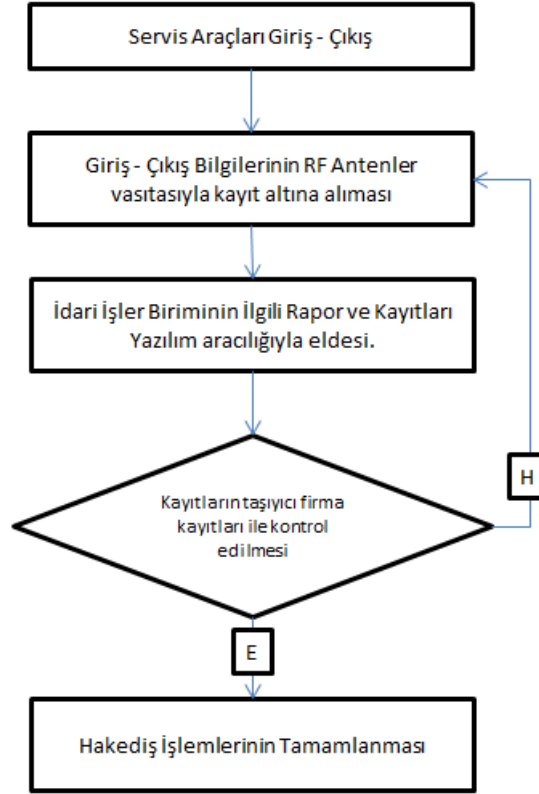 Servis Araçları Giriş - Çıkış
Giriş - Çıkış Bilgilerinin RF Antenler
vasıtasıyla kayıt altına alıması
İdari İşler Biriminin İlgili Rapor ve Kayıtları
Yazılım aracılığıyla eldesi.
Kayıtların taşıyıcı firma
kayıtları ile kontrol
edilmesi
H
E
Hakediş İşlemlerinin Tamamlanması